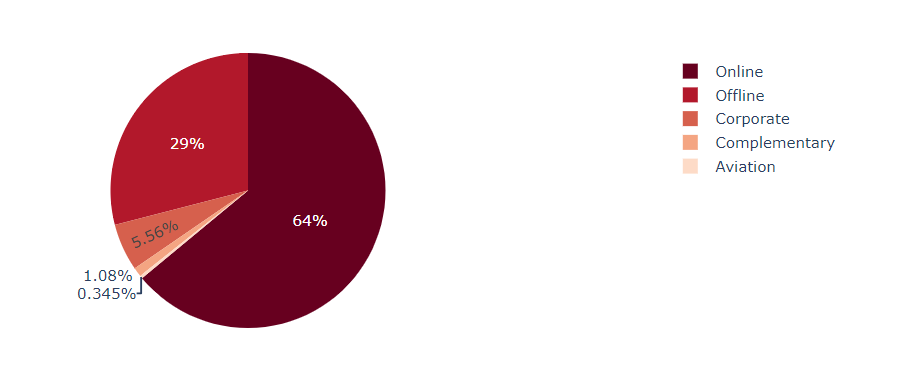 29%
64%
5.56%
1.08%
0.345%
Online
Offline
Corporate
Complementary
Aviation